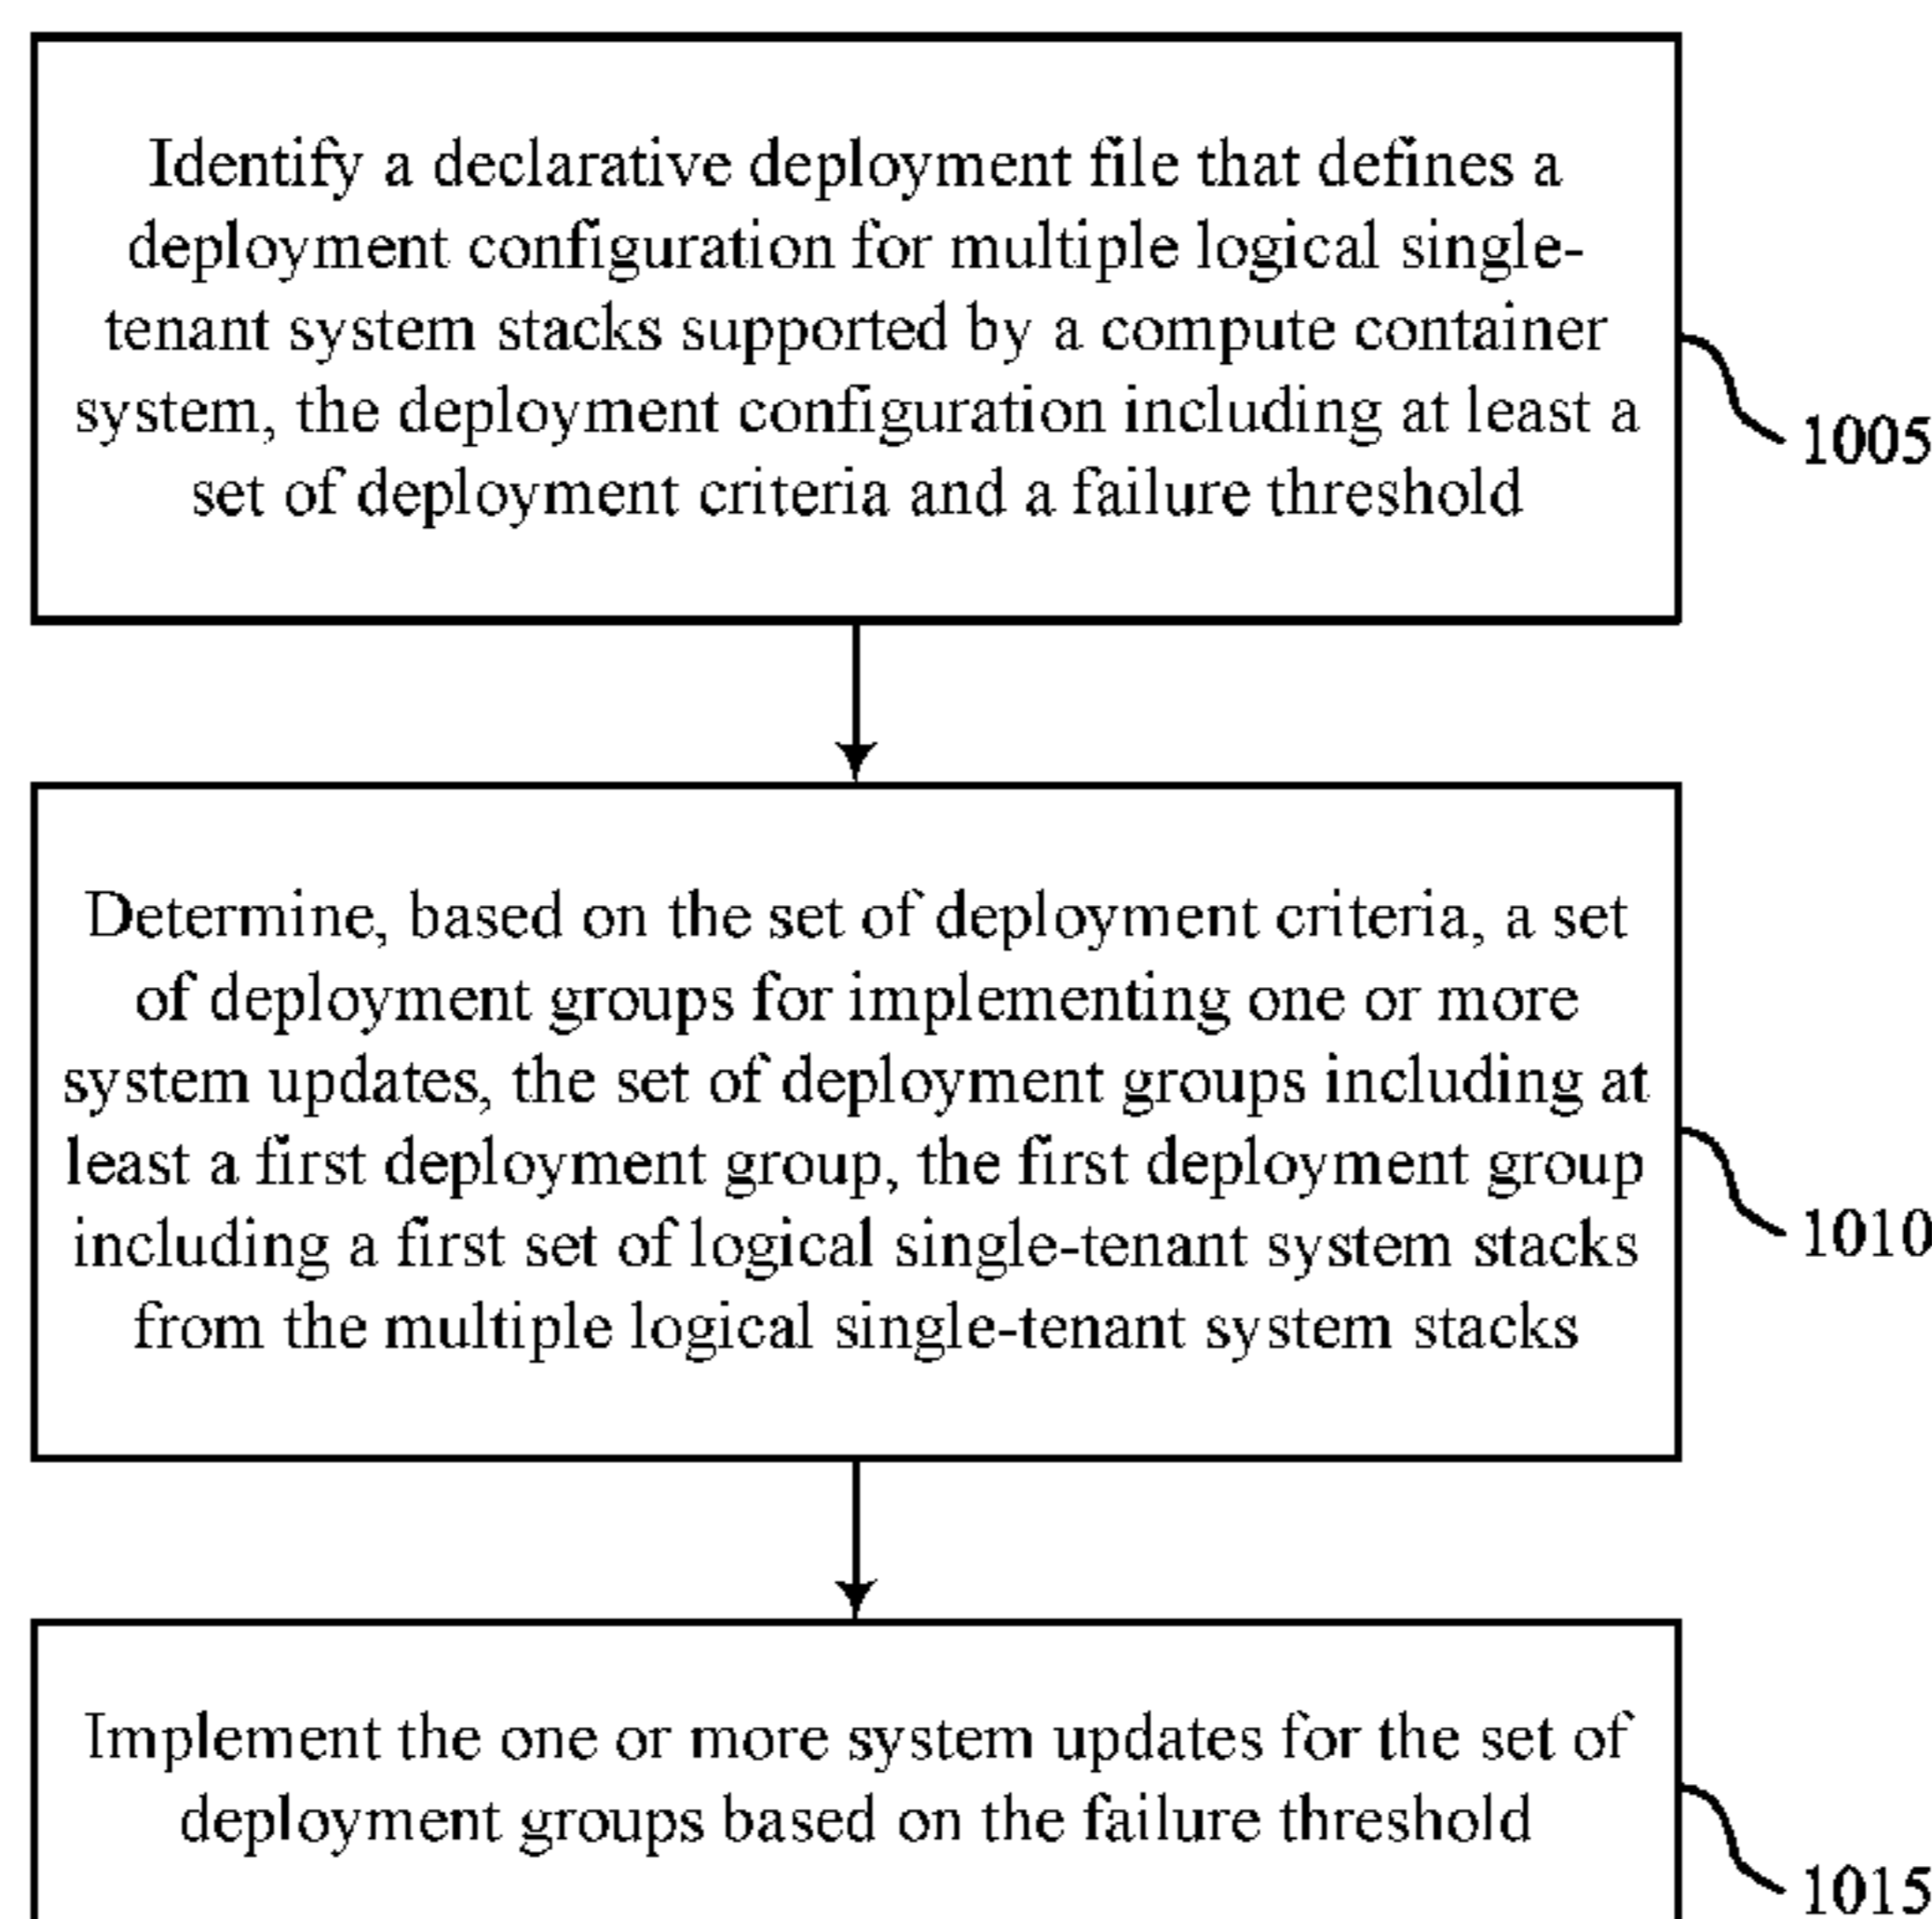 Identify a declarative deployment file that defines a
deployment configuration for multiple logical single-
tenant system stacks supported by a compute container
system, the deployment configuration including at least a
set of deployment criteria and a failure threshold
1005
Determine, based on the set of deployment criteria, a set
of deployment groups for implementing one or more
system updates, the set of deployment groups including at
least a first deployment group, the first deployment group
including a first set of logical single-tenant system stacks
from the multiple logical single-tenant system stacks
1010
Implement the one or more system updates for the set of
deployment groups based on the failure threshold
1015